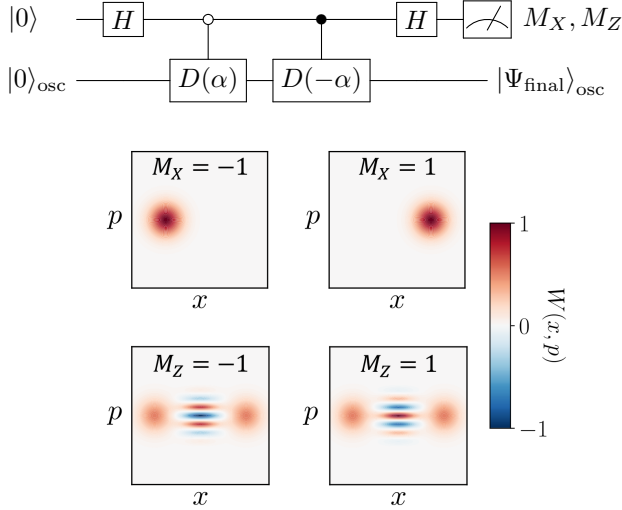 |0⟩ H H M_X, M_Z
|0⟩_osc D(α) D(−α) |Ψ_final⟩_osc
M_X = −1 M_X = 1
p p
x x
1
0
−1
W(x, p)
M_Z = −1 M_Z = 1
p p
x x